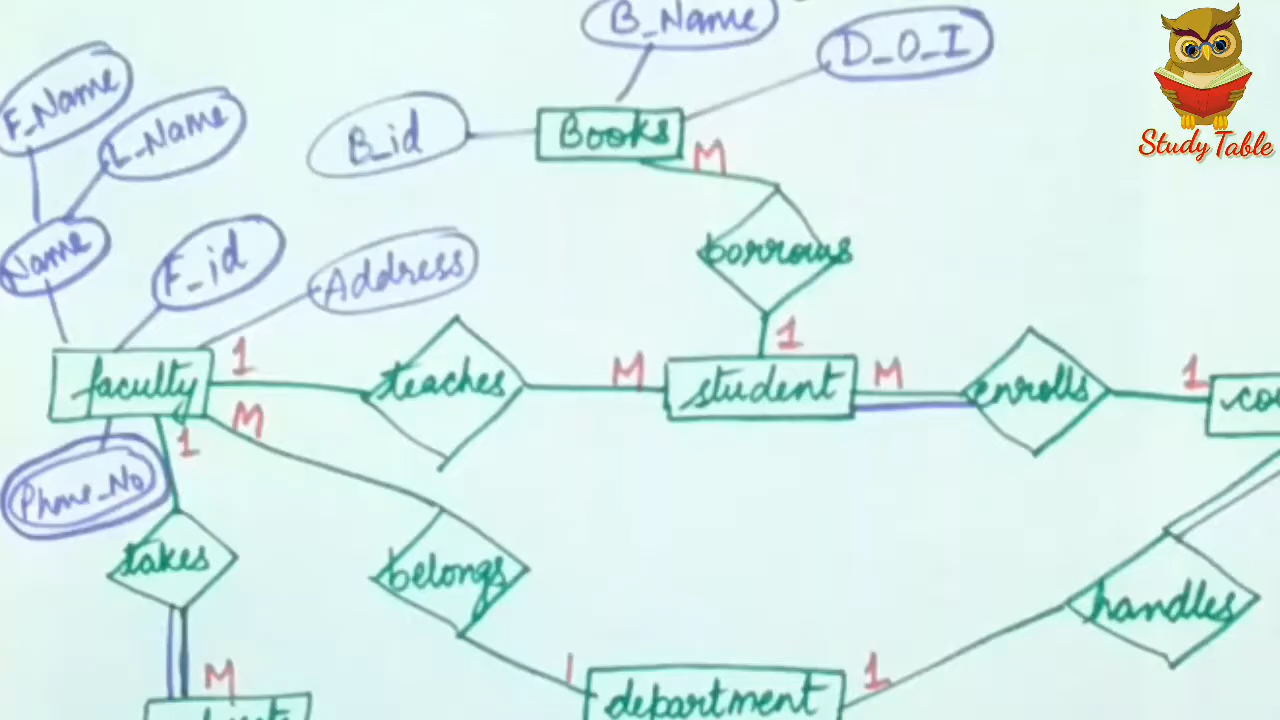 B_Name
D_O_I
F_Name
L_Name
B_id
Books
M
Study Table
Name
F_id
Address
borrows
1
faculty
1
teaches
M
student
M
enrolls
1
M
1
Phone_No
takes
belongs
handles
M
1
department
1